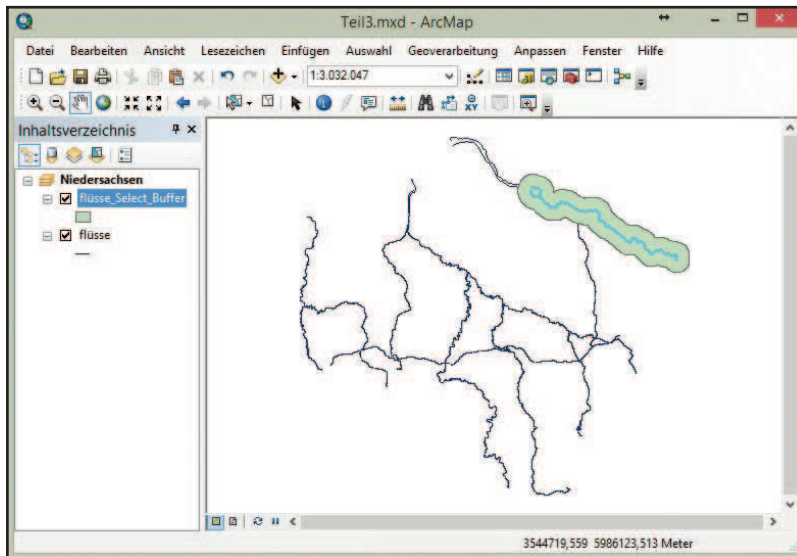 Teil3.mxd - ArcMap
Datei Bearbeiten Ansicht Lesezeichen Einfügen Auswahl Geoverarbeitung Anpassen Fenster Hilfe
1:3.032.047
Inhaltsverzeichnis
Niedersachsen
flüsse_Select_Buffer
flüsse
3544719,559 5986123,513 Meter